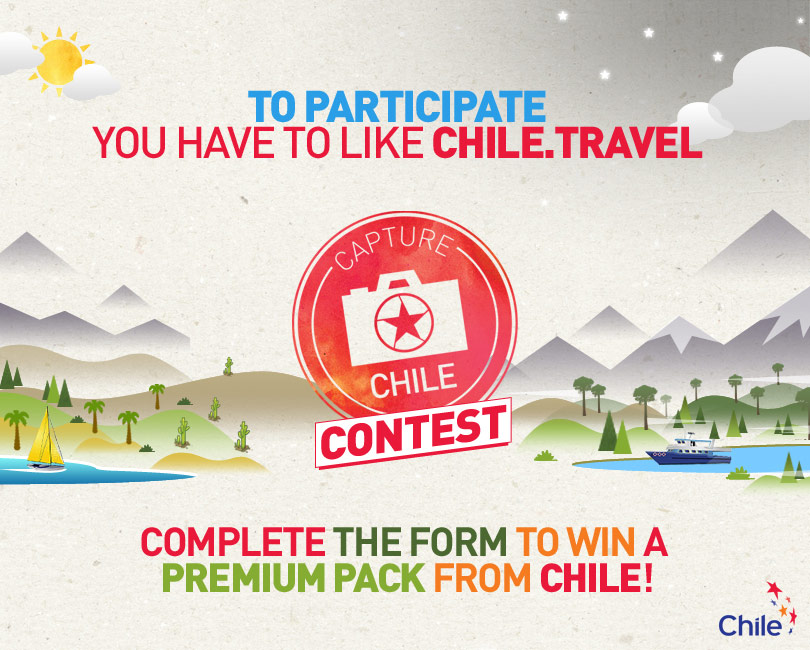 TO PARTICIPATE
YOU HAVE TO LIKE CHILE.TRAVEL
CAPTURE
CHILE
CONTEST
COMPLETE THE FORM TO WIN A
PREMIUM PACK FROM CHILE!
Chile